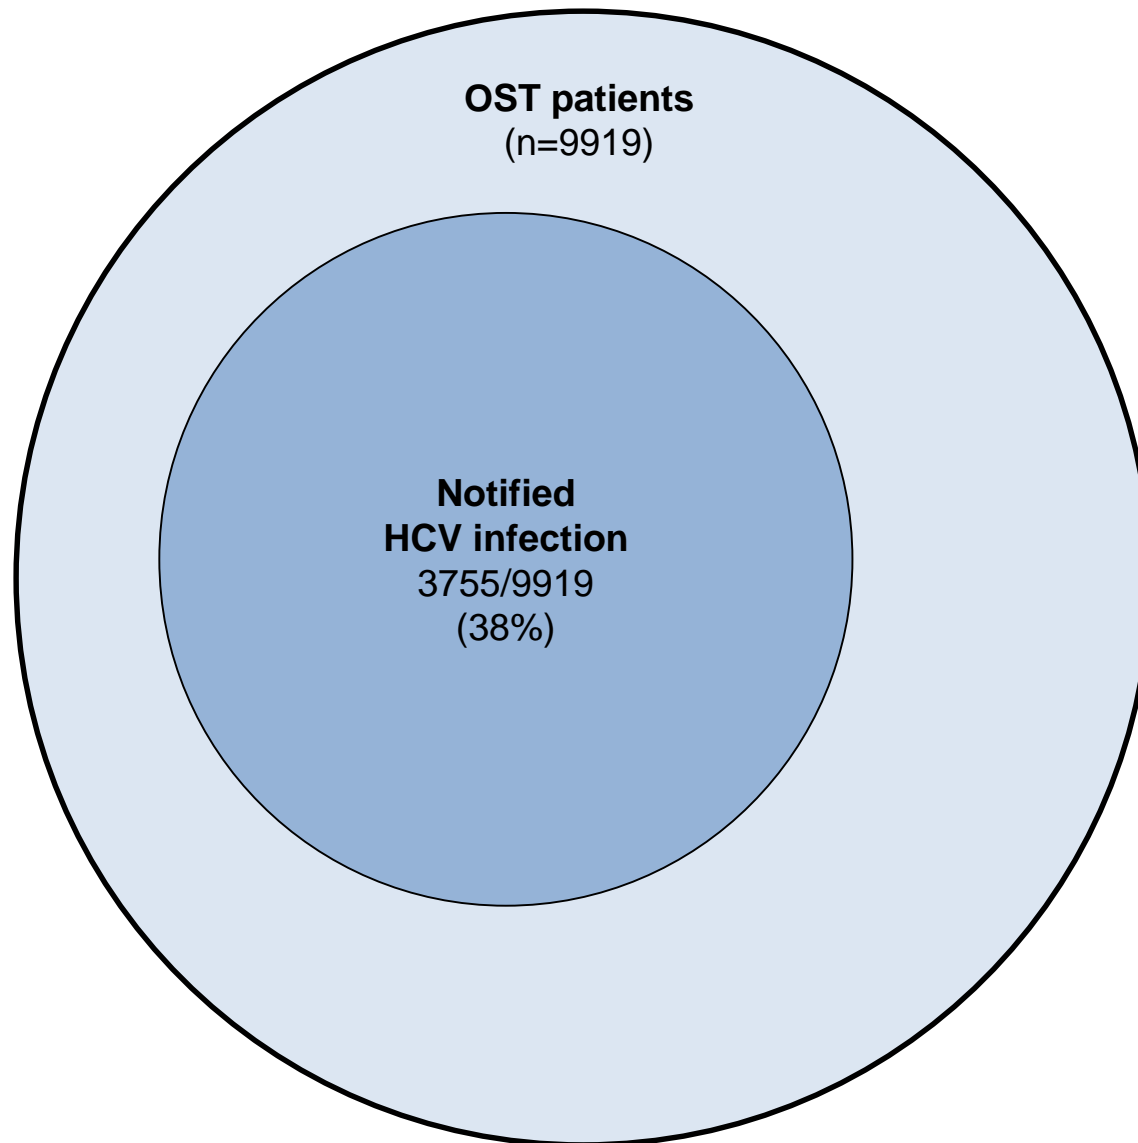 OST patients
(n=9919)
Notified
HCV infection
3755/9919
(38%)